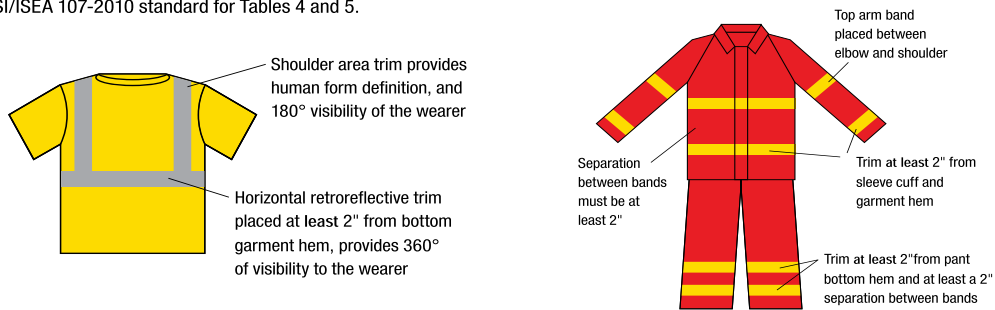 SI/ISEA 107-2010 standard for Tables 4 and 5.
Shoulder area trim provides
human form definition, and
180° visibility of the wearer
Horizontal retroreflective trim
placed at least 2" from bottom
garment hem, provides 360°
of visibility to the wearer
Top arm band
placed between
elbow and shoulder
Separation
between bands
must be at
least 2"
Trim at least 2" from
sleeve cuff and
garment hem
Trim at least 2"from pant
bottom hem and at least a 2"
separation between bands